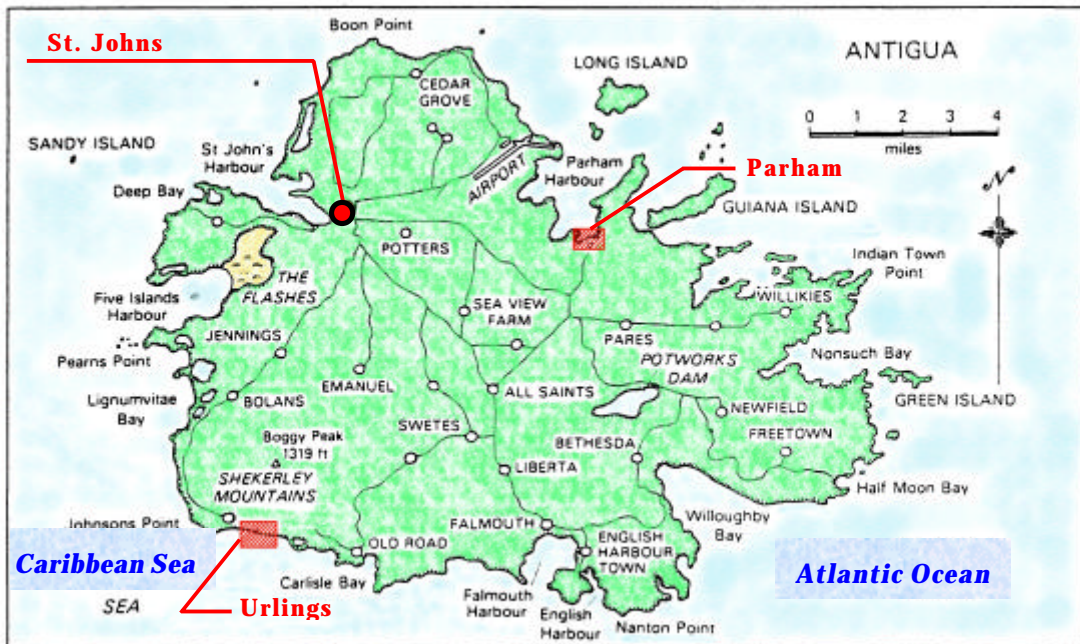 Boon Point
St. Johns
ANTIGUA
LONG ISLAND
CEDAR
GROVE
0 2 4
miles
SANDY ISLAND
St John's
Harbour
AIRPORT
Parham
Harbour
Parham
Deep Bay
N
GUIANA ISLAND
POTTERS
Indian Town
Point
THE
FLASHES
Five Islands
Harbour
SEA VIEW
FARM
WILLIKIES
JENNINGS
PARES
Pearns Point
POTWORKS
DAM
Nonsuch Bay
EMANUEL
ALL SAINTS
Lignumvitae
Bay
BOLANS
GREEN ISLAND
NEWFIELD
SWETES
FREETOWN
Boggy Peak
1319 ft
BETHESDA
LIBERTA
SHEKERLEY
MOUNTAINS
Half Moon Bay
Johnsons Point
FALMOUTH
Willoughby
Bay
OLD ROAD
ENGLISH
HARBOUR
TOWN
Caribbean Sea
Atlantic Ocean
Carlisle Bay
SEA
Urlings
Falmouth
Harbour
English
Harbour
Nanton Point